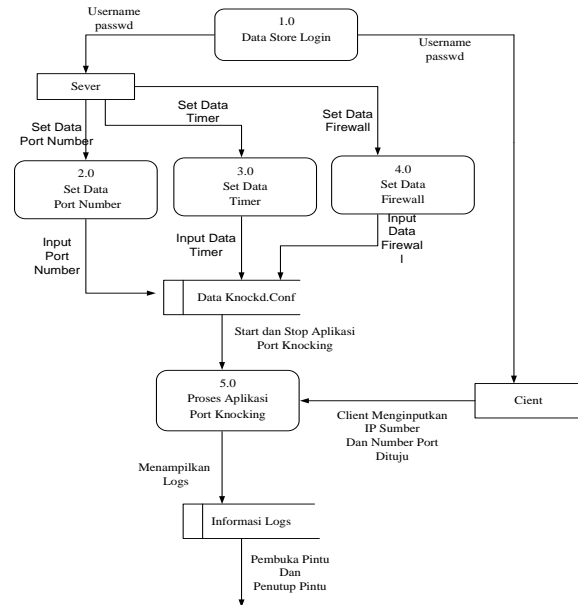 Username
passwd
1.0
Data Store Login
Username
passwd
Sever
Set Data
Port Number
Set Data
Timer
Set Data
Firewall
2.0
Set Data
Port Number
3.0
Set Data
Timer
4.0
Set Data
Firewall
Input
Port
Number
Input Data
Timer
Input
Data
Firewal
l
Data Knockd.Conf
Start dan Stop Aplikasi
Port Knocking
5.0
Proses Aplikasi
Port Knocking
Cient
Client Menginputkan
IP Sumber
Dan Number Port
Dituju
Menampilkan
Logs
Informasi Logs
Pembuka Pintu
Dan
Penutup Pintu